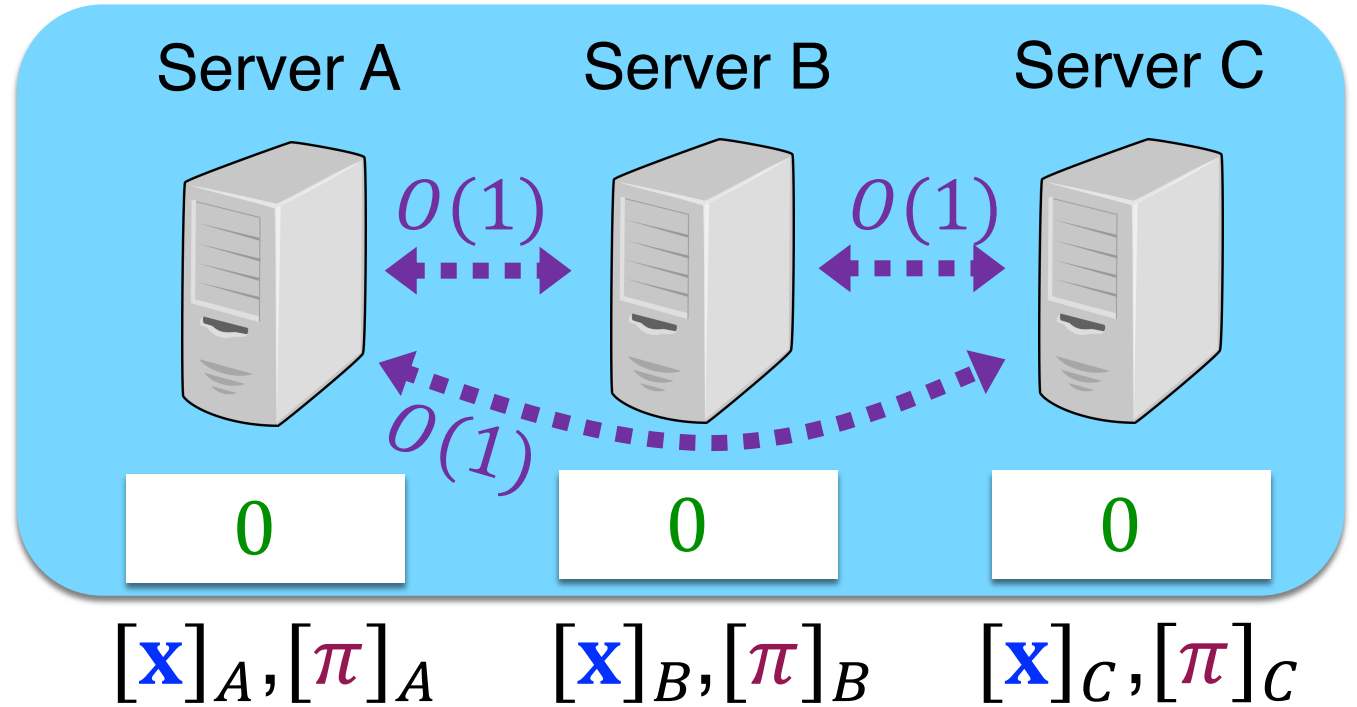 Server A Server B Server C
O(1) O(1)
O(1)
0 0 0
[x]_A,[π]_A [x]_B,[π]_B [x]_C,[π]_C